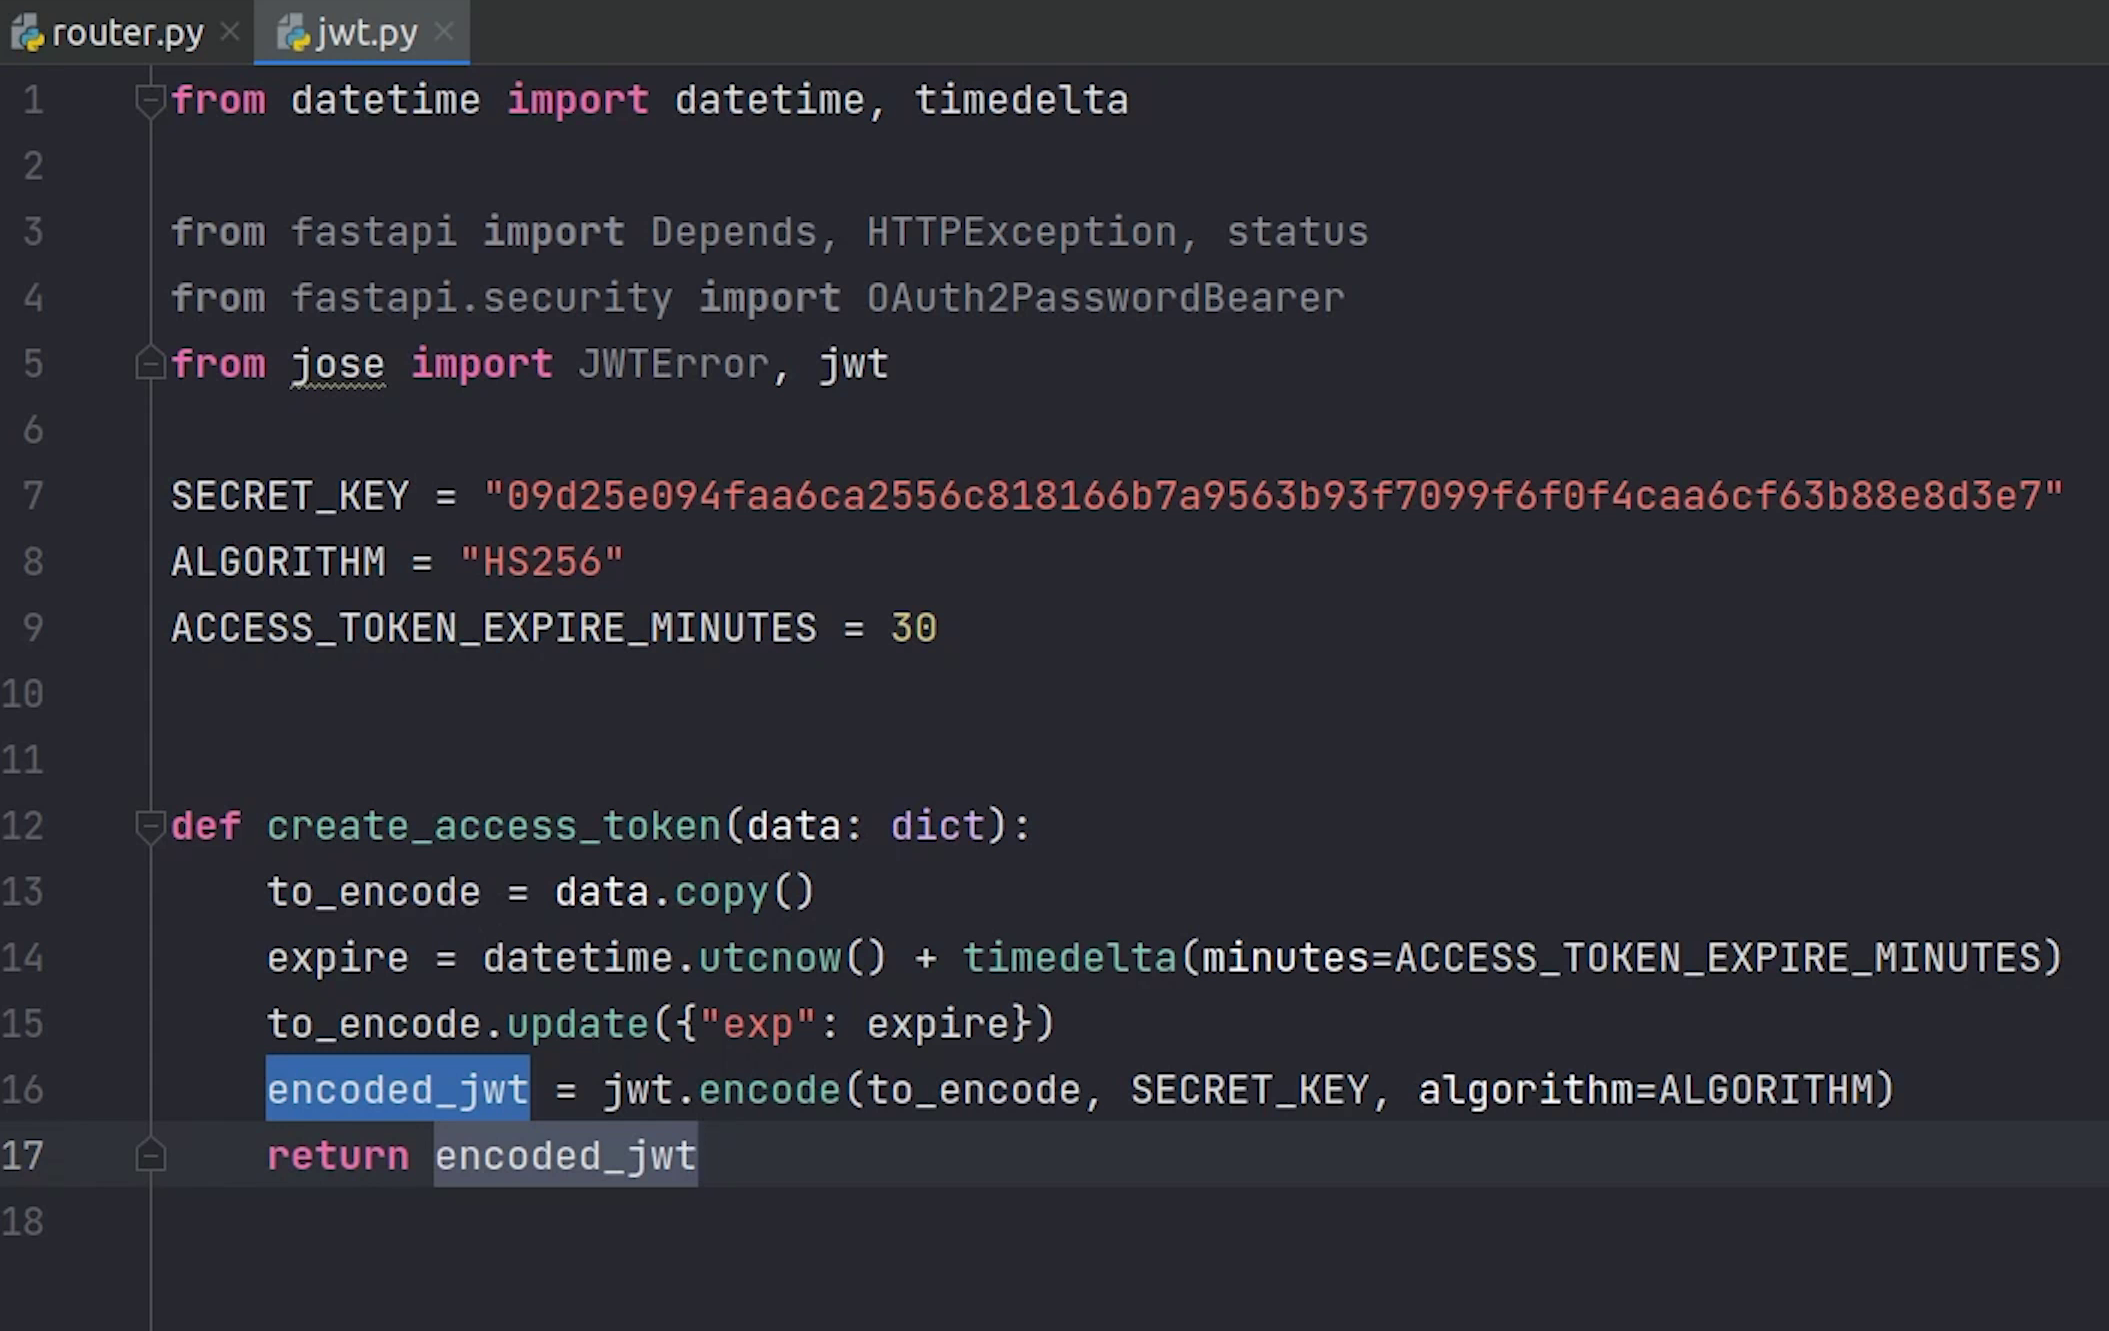 router.py × jwt.py ×
1 from datetime import datetime, timedelta
2
3 from fastapi import Depends, HTTPException, status
4 from fastapi.security import OAuth2PasswordBearer
5 from jose import JWTError, jwt
6
7 SECRET_KEY = "09d25e094faa6ca2556c818166b7a9563b93f7099f6f0f4caa6cf63b88e8d3e7"
8 ALGORITHM = "HS256"
9 ACCESS_TOKEN_EXPIRE_MINUTES = 30
10
11
12 def create_access_token(data: dict):
13     to_encode = data.copy()
14     expire = datetime.utcnow() + timedelta(minutes=ACCESS_TOKEN_EXPIRE_MINUTES)
15     to_encode.update({"exp": expire})
16     encoded_jwt = jwt.encode(to_encode, SECRET_KEY, algorithm=ALGORITHM)
17     return encoded_jwt
18